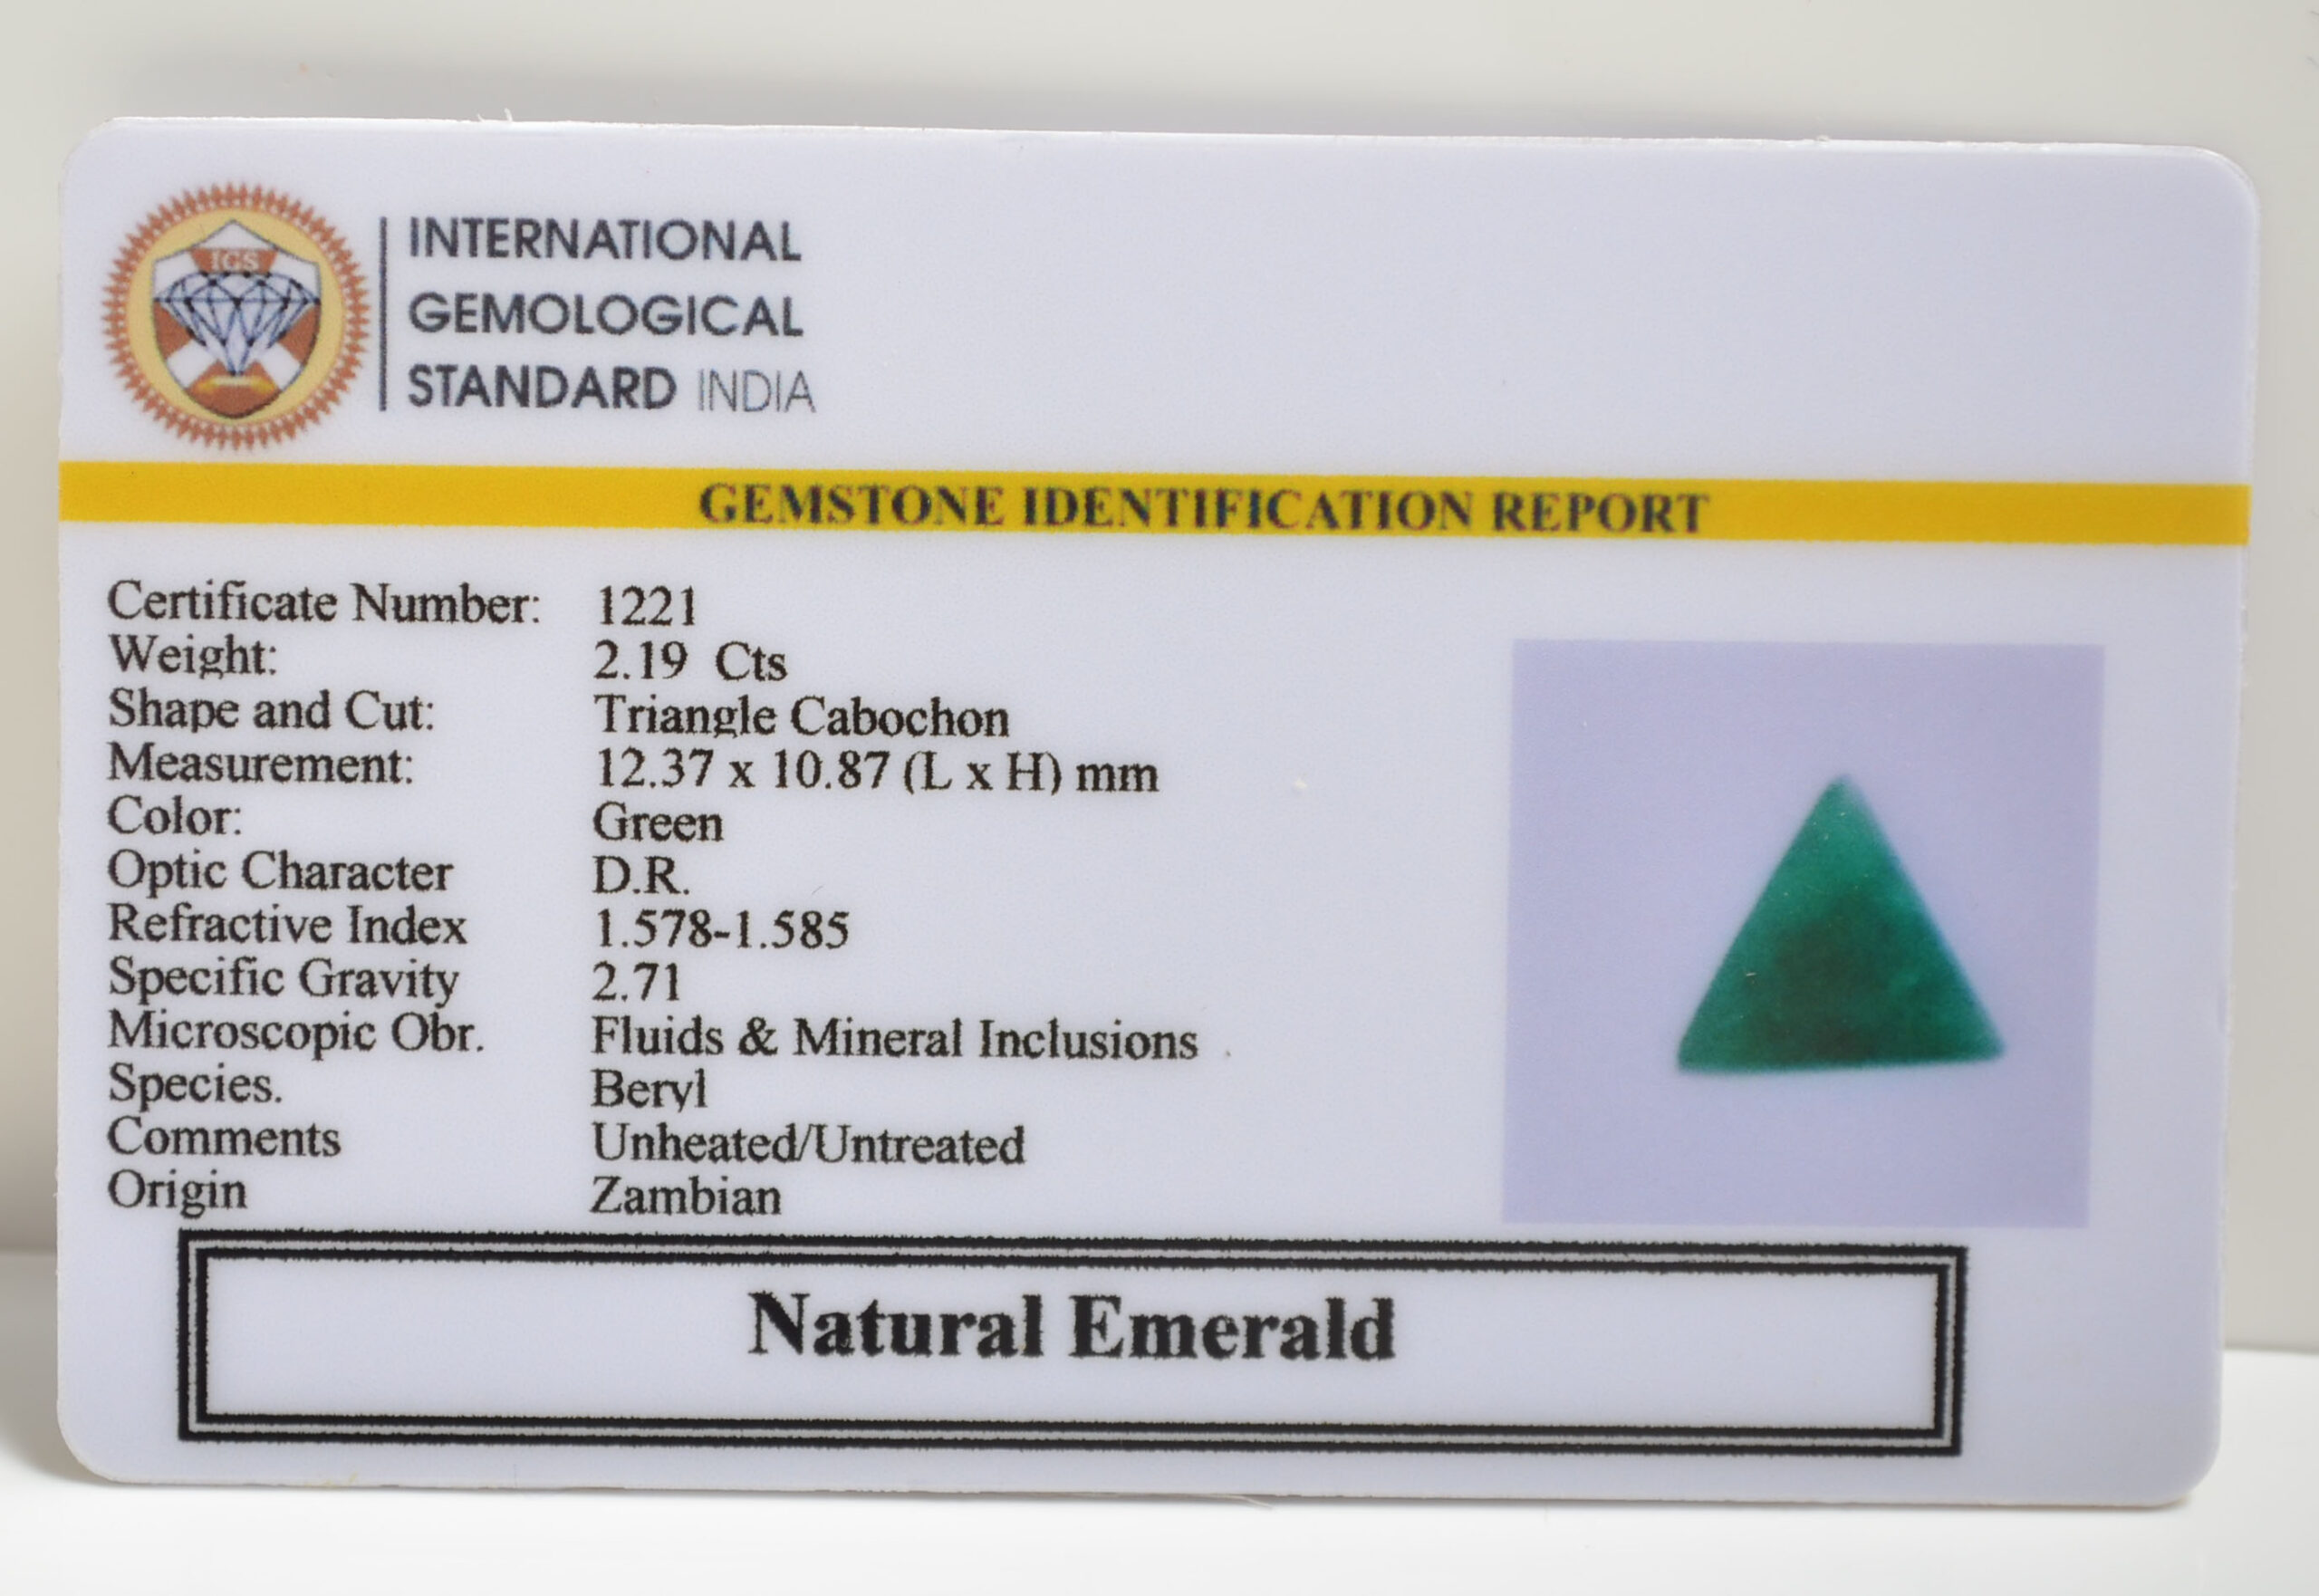 IGS
INTERNATIONAL
GEMOLOGICAL
STANDARD INDIA
GEMSTONE IDENTIFICATION REPORT
Certificate Number: 1221
Weight: 2.19 Cts
Shape and Cut: Triangle Cabochon
Measurement: 12.37 x 10.87 (L x H) mm
Color: Green
Optic Character D.R.
Refractive Index 1.578-1.585
Specific Gravity 2.71
Microscopic Obr. Fluids & Mineral Inclusions
Species. Beryl
Comments Unheated/Untreated
Origin Zambian
Natural Emerald